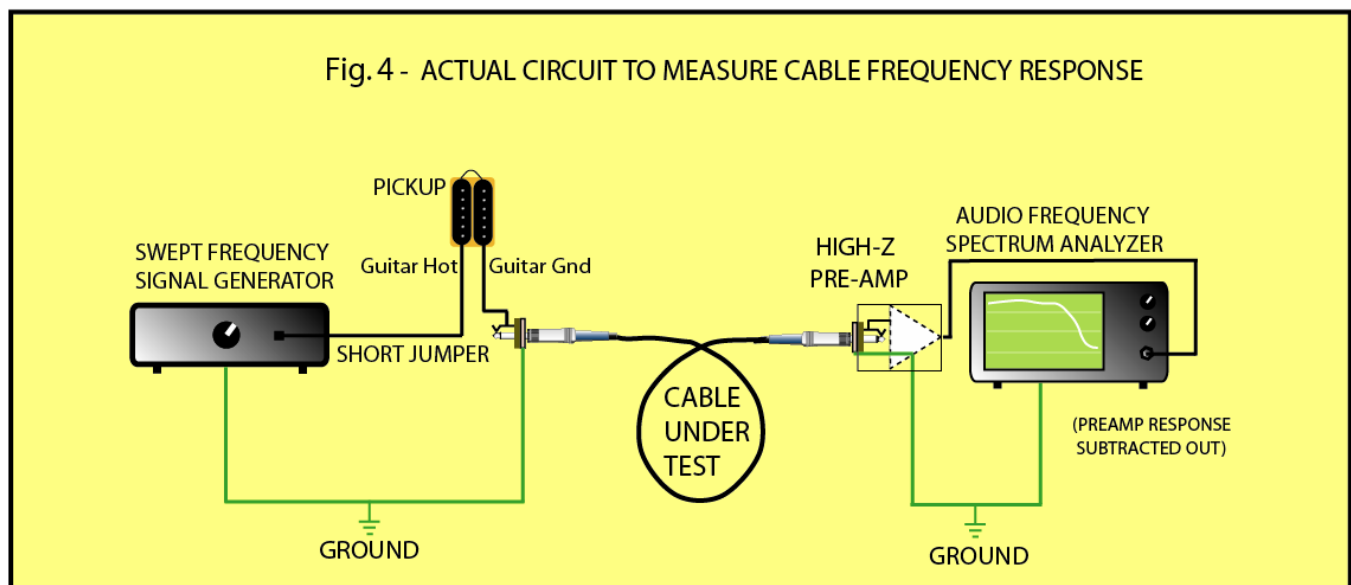 Fig. 4 - ACTUAL CIRCUIT TO MEASURE CABLE FREQUENCY RESPONSE
PICKUP
SWEPT FREQUENCY
SIGNAL GENERATOR
Guitar Hot
Guitar Gnd
SHORT JUMPER
CABLE
UNDER
TEST
HIGH-Z
PRE-AMP
AUDIO FREQUENCY
SPECTRUM ANALYZER
(PREAMP RESPONSE
SUBTRACTED OUT)
GROUND
GROUND